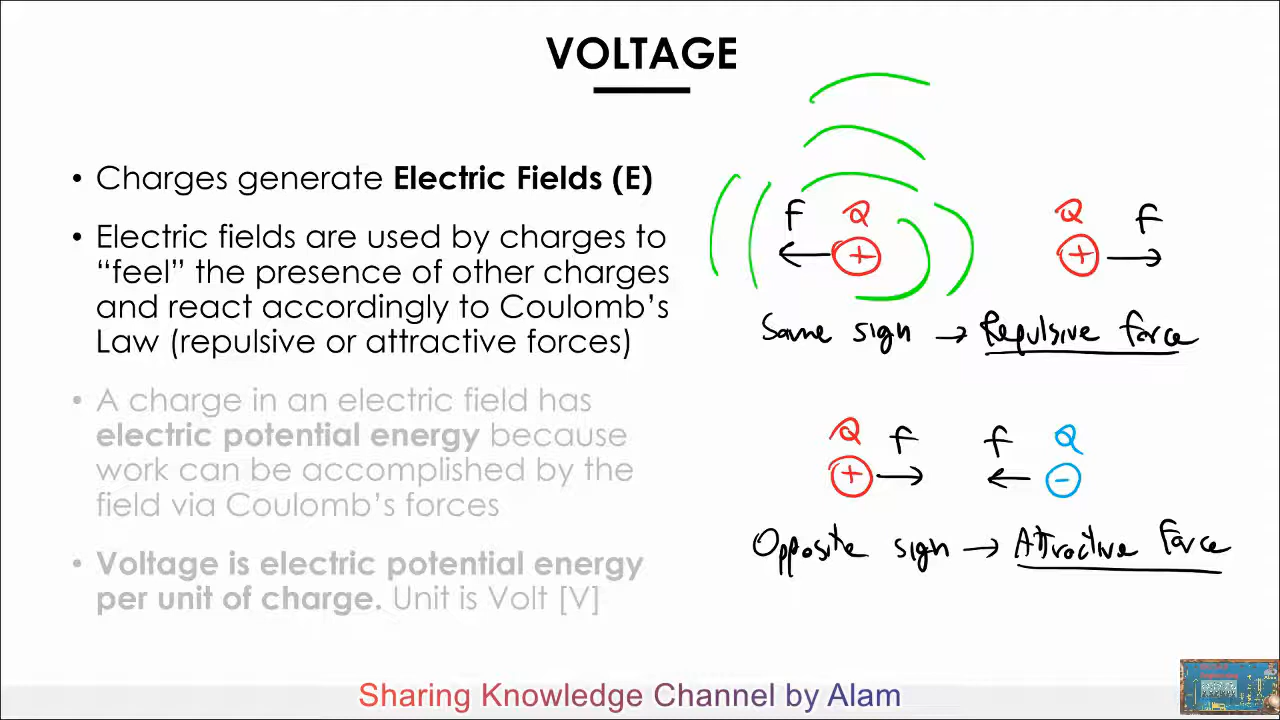 VOLTAGE
• Charges generate Electric Fields (E)
• Electric fields are used by charges to
“feel” the presence of other charges
and react accordingly to Coulomb’s
Law (repulsive or attractive forces)
• A charge in an electric field has
electric potential energy because
work can be accomplished by the
field via Coulomb’s forces
• Voltage is electric potential energy
per unit of charge. Unit is Volt [V]
F Q Q F
+ +
Same sign → Repulsive force
Q F F Q
+ -
Opposite sign → Attractive Force
Sharing Knowledge Channel by Alam